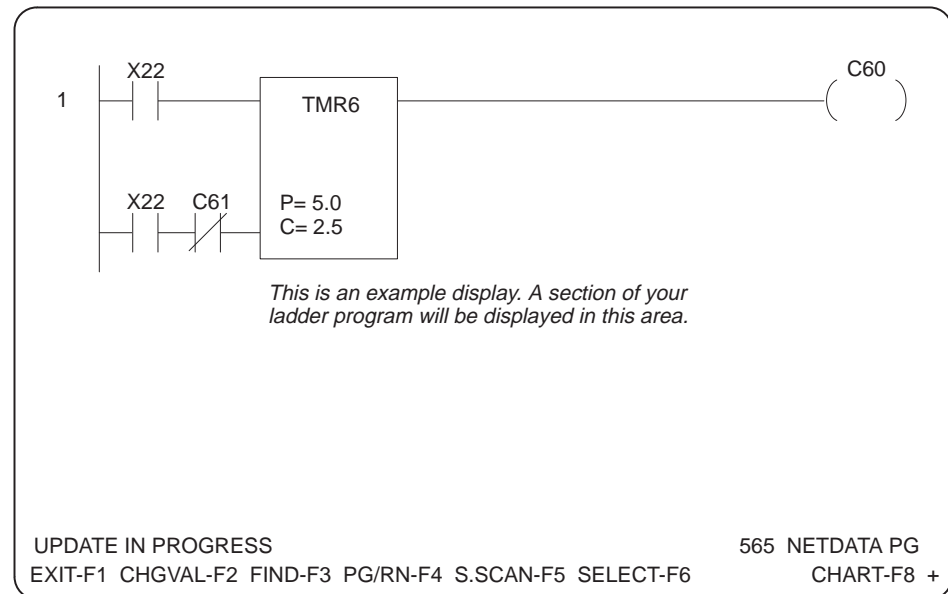 X22
C60
1
TMR6
X22 C61
P= 5.0
C= 2.5
This is an example display. A section of your
ladder program will be displayed in this area.
UPDATE IN PROGRESS 565 NETDATA PG
EXIT-F1 CHGVAL-F2 FIND-F3 PG/RN-F4 S.SCAN-F5 SELECT-F6 CHART-F8 +